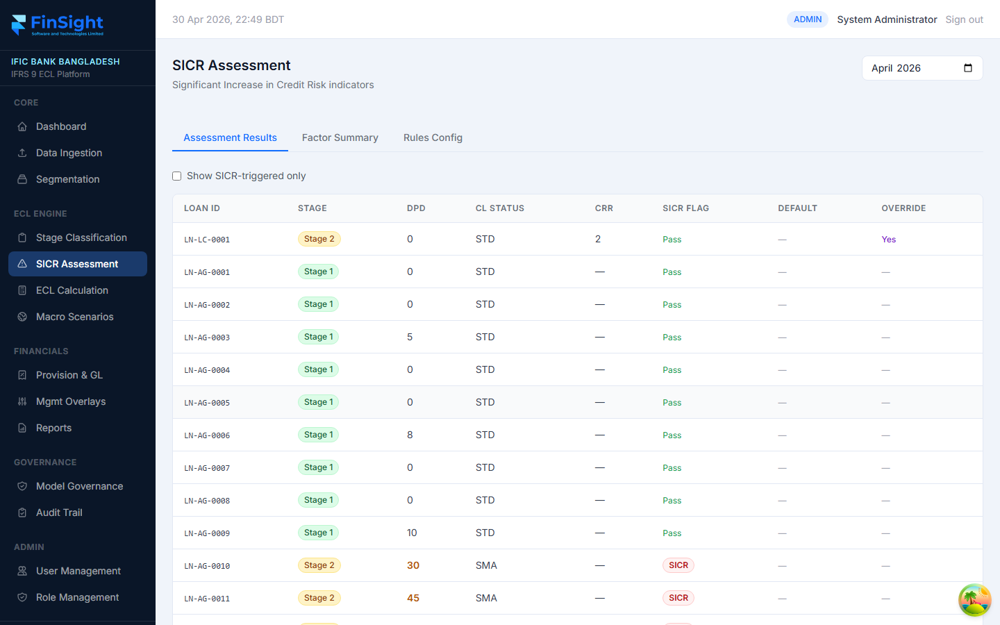 FinSight
Software and Technologies Limited
IFIC BANK BANGLADESH
IFRS 9 ECL Platform
CORE
Dashboard
Data Ingestion
Segmentation
ECL ENGINE
Stage Classification
SICR Assessment
ECL Calculation
Macro Scenarios
FINANCIALS
Provision & GL
Mgmt Overlays
Reports
GOVERNANCE
Model Governance
Audit Trail
ADMIN
User Management
Role Management
30 Apr 2026, 22:49 BDT
ADMIN System Administrator Sign out
SICR Assessment
Significant Increase in Credit Risk indicators
April 2026
Assessment Results Factor Summary Rules Config
Show SICR-triggered only
LOAN ID STAGE DPD CL STATUS CRR SICR FLAG DEFAULT OVERRIDE
LN-LC-0001 Stage 2 0 STD 2 Pass — Yes
LN-AG-0001 Stage 1 0 STD — Pass — —
LN-AG-0002 Stage 1 0 STD — Pass — —
LN-AG-0003 Stage 1 5 STD — Pass — —
LN-AG-0004 Stage 1 0 STD — Pass — —
LN-AG-0005 Stage 1 0 STD — Pass — —
LN-AG-0006 Stage 1 8 STD — Pass — —
LN-AG-0007 Stage 1 0 STD — Pass — —
LN-AG-0008 Stage 1 0 STD — Pass — —
LN-AG-0009 Stage 1 10 STD — Pass — —
LN-AG-0010 Stage 2 30 SMA — SICR — —
LN-AG-0011 Stage 2 45 SMA — SICR — —